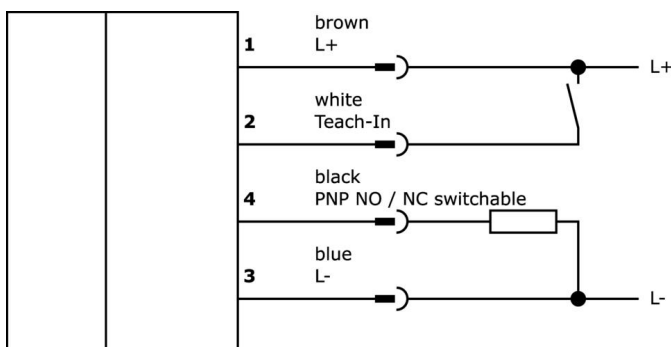 brown
1 L+
L+
white
2 Teach-In
black
4 PNP NO / NC switchable
blue
3 L-
L-